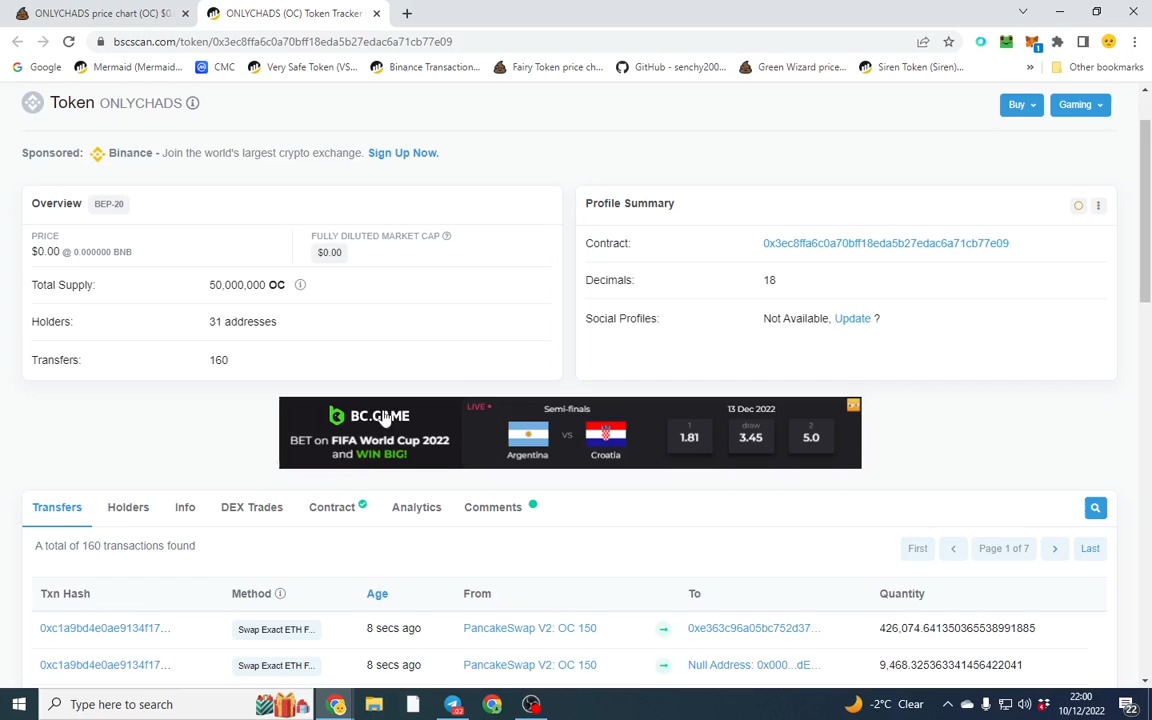 ONLYCHADS price chart (OC) $0.
ONLYCHADS (OC) Token Tracker
bscscan.com/token/0x3ec8ffa6c0a70bff18eda5b27edac6a71cb77e09
Google
Mermaid (Mermaid...
CMC
Very Safe Token (VS...
Binance Transaction...
Fairy Token price ch...
GitHub - senchy200...
Green Wizard price...
Siren Token (Siren)...
»
Other bookmarks
Token ONLYCHADS
Buy
Gaming
Sponsored: Binance - Join the world's largest crypto exchange. Sign Up Now.
Overview BEP-20
PRICE
$0.00 @ 0.000000 BNB
FULLY DILUTED MARKET CAP
$0.00
Total Supply: 50,000,000 OC
Holders: 31 addresses
Transfers: 160
Profile Summary
Contract: 0x3ec8ffa6c0a70bff18eda5b27edac6a71cb77e09
Decimals: 18
Social Profiles: Not Available, Update ?
BC.GAME
BET on FIFA World Cup 2022
and WIN BIG!
LIVE
Semi-finals
13 Dec 2022
Argentina
VS
Croatia
1
1.81
draw
3.45
2
5.0
Transfers Holders Info DEX Trades Contract Analytics Comments
A total of 160 transactions found
First Page 1 of 7 Last
Txn Hash Method Age From To Quantity
0xc1a9bd4e0ae9134f17... Swap Exact ETH F... 8 secs ago PancakeSwap V2: OC 150 0xe363c96a05bc752d37... 426,074.641350365538991885
0xc1a9bd4e0ae9134f17... Swap Exact ETH F... 8 secs ago PancakeSwap V2: OC 150 Null Address: 0x000...dE... 9,468.325363341456422041
Type here to search
-2°C Clear
22:00
10/12/2022
22